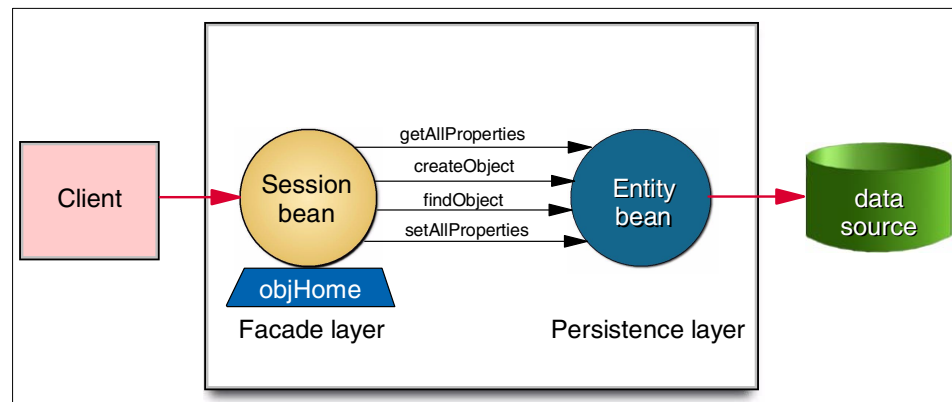 Client
Session
bean
objHome
Facade layer
getAllProperties
createObject
findObject
setAllProperties
Entity
bean
Persistence layer
data
source